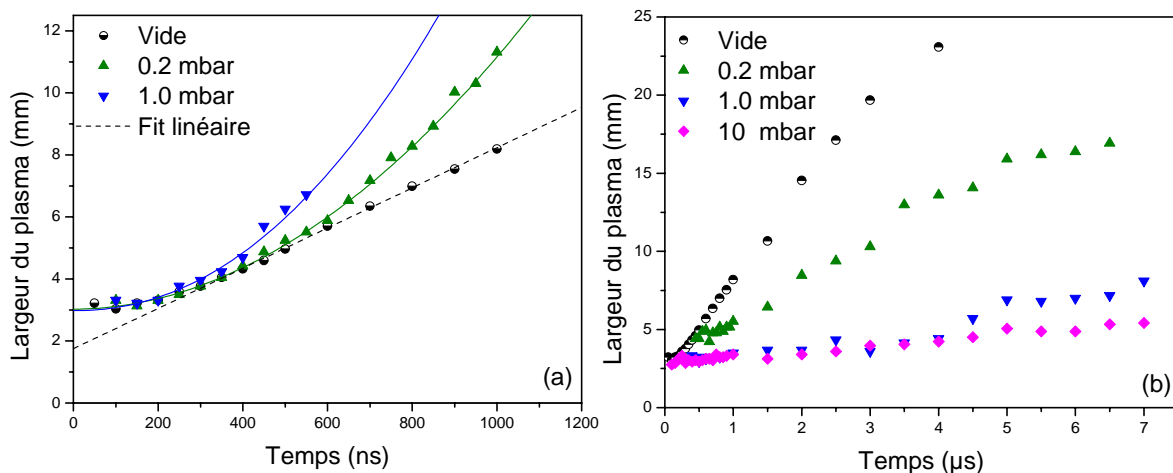 12
10
8
6
4
2
0
Largeur du plasma (mm)
Vide
0.2 mbar
1.0 mbar
Fit linéaire
(a)
0 200 400 600 800 1000 1200
Temps (ns)
25
20
15
10
5
0
Largeur du plasma (mm)
Vide
0.2 mbar
1.0 mbar
10 mbar
(b)
0 1 2 3 4 5 6 7
Temps (µs)